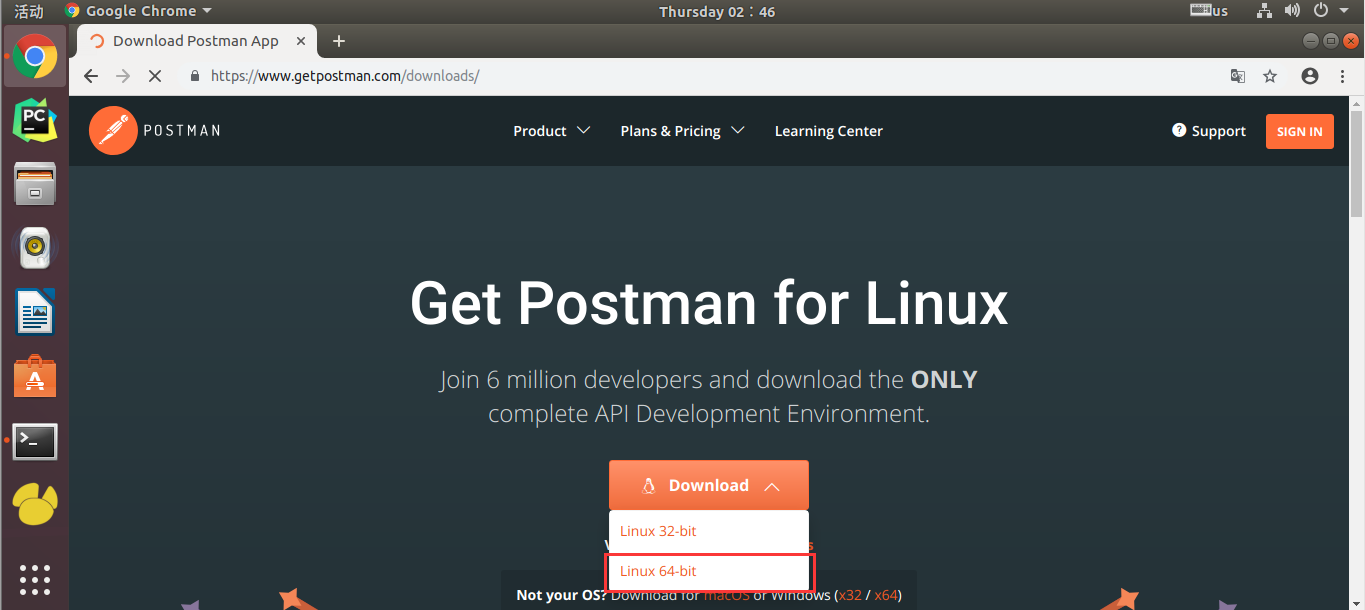 活动 Google Chrome Thursday 02：46 us
Download Postman App
https://www.getpostman.com/downloads/
PC
POSTMAN Product Plans & Pricing Learning Center Support SIGN IN
Get Postman for Linux
Join 6 million developers and download the ONLY
complete API Development Environment.
Download
Linux 32-bit
Linux 64-bit
Not your OS? Download for macOS or Windows (x32 / x64)